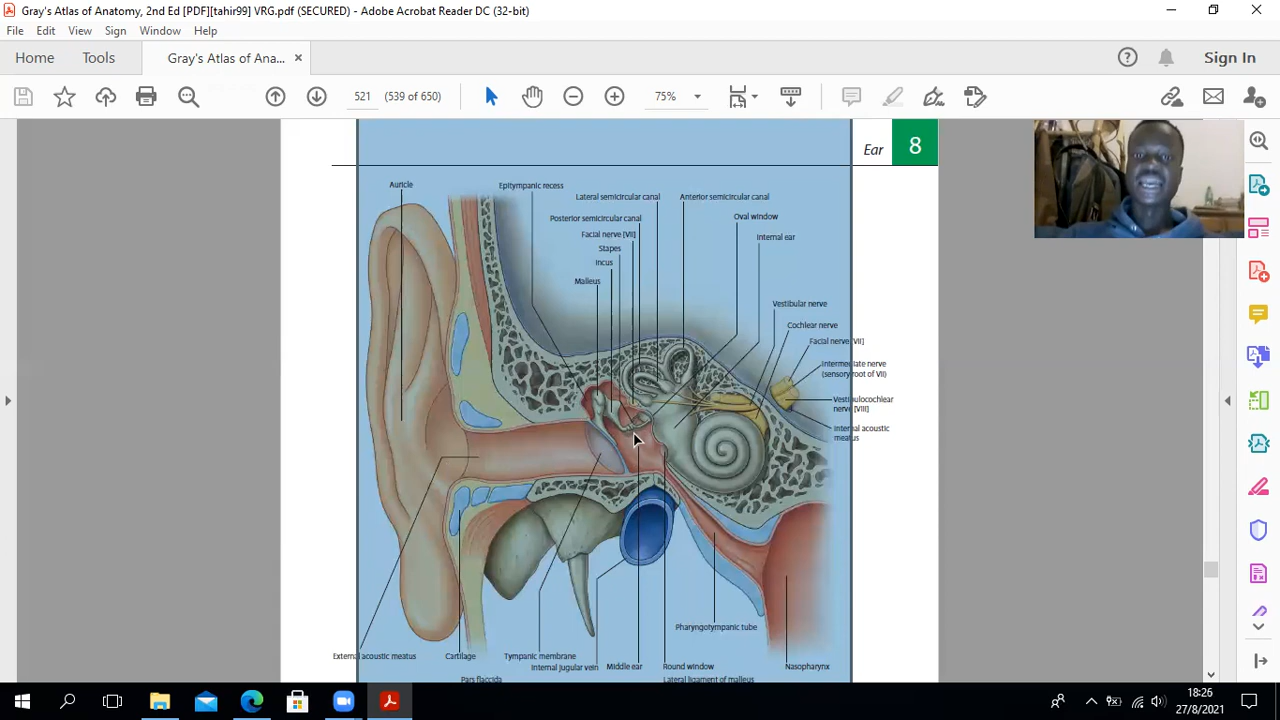 Gray's Atlas of Anatomy, 2nd Ed [PDF][tahir99] VRG.pdf (SECURED) - Adobe Acrobat Reader DC (32-bit)
File Edit View Sign Window Help
Home Tools Gray's Atlas of Ana... × Sign In
521 (539 of 650) 75%
Ear 8
Auricle
Epitympanic recess
Lateral semicircular canal
Anterior semicircular canal
Posterior semicircular canal
Oval window
Facial nerve [VII]
Internal ear
Stapes
Incus
Malleus
Vestibular nerve
Cochlear nerve
Facial nerve [VII]
Intermediate nerve
(sensory root of VII)
Vestibulocochlear
nerve [VIII]
Internal acoustic
meatus
Pharyngotympanic tube
External acoustic meatus
Cartilage
Tympanic membrane
Internal jugular vein
Middle ear
Round window
Nasopharynx
Pars flaccida
Lateral ligament of malleus
18:26
27/8/2021